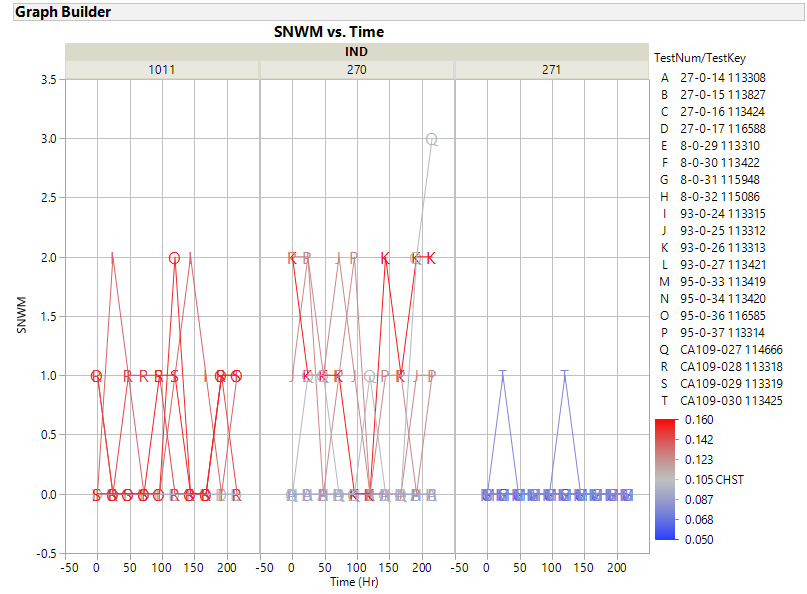 Graph Builder
SNWM vs. Time
IND
1011 270 271
SNWM
3.5
3.0
2.5
2.0
1.5
1.0
0.5
0.0
-0.5
-50 0 50 100 150 200 -50 0 50 100 150 200 -50 0 50 100 150 200
Time (Hr)
TestNum/TestKey
A 27-0-14 113308
B 27-0-15 113827
C 27-0-16 113424
D 27-0-17 116588
E 8-0-29 113310
F 8-0-30 113422
G 8-0-31 115948
H 8-0-32 115086
I 93-0-24 113315
J 93-0-25 113312
K 93-0-26 113313
L 93-0-27 113421
M 95-0-33 113419
N 95-0-34 113420
O 95-0-36 116585
P 95-0-37 113314
Q CA109-027 114666
R CA109-028 113318
S CA109-029 113319
T CA109-030 113425
0.160
0.142
0.123
0.105 CHST
0.087
0.068
0.050